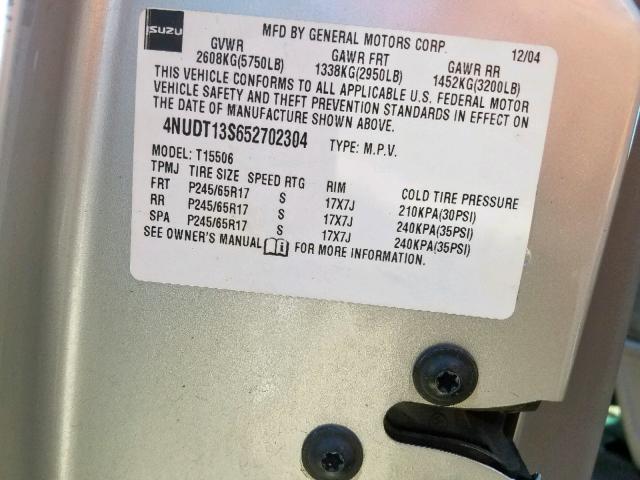 ISUZU
MFD BY GENERAL MOTORS CORP. 12/04
GVWR GAWR FRT GAWR RR
2608KG(5750LB) 1338KG(2950LB) 1452KG(3200LB)
THIS VEHICLE CONFORMS TO ALL APPLICABLE U.S. FEDERAL MOTOR
VEHICLE SAFETY AND THEFT PREVENTION STANDARDS IN EFFECT ON
THE DATE OF MANUFACTURE SHOWN ABOVE.
4NUDT13S652702304 TYPE: M.P.V.
MODEL: T15506
TPMJ TIRE SIZE SPEED RTG RIM COLD TIRE PRESSURE
FRT P245/65R17 S 17X7J 210KPA(30PSI)
RR P245/65R17 S 17X7J 240KPA(35PSI)
SPA P245/65R17 S 17X7J 240KPA(35PSI)
SEE OWNER'S MANUAL FOR MORE INFORMATION.